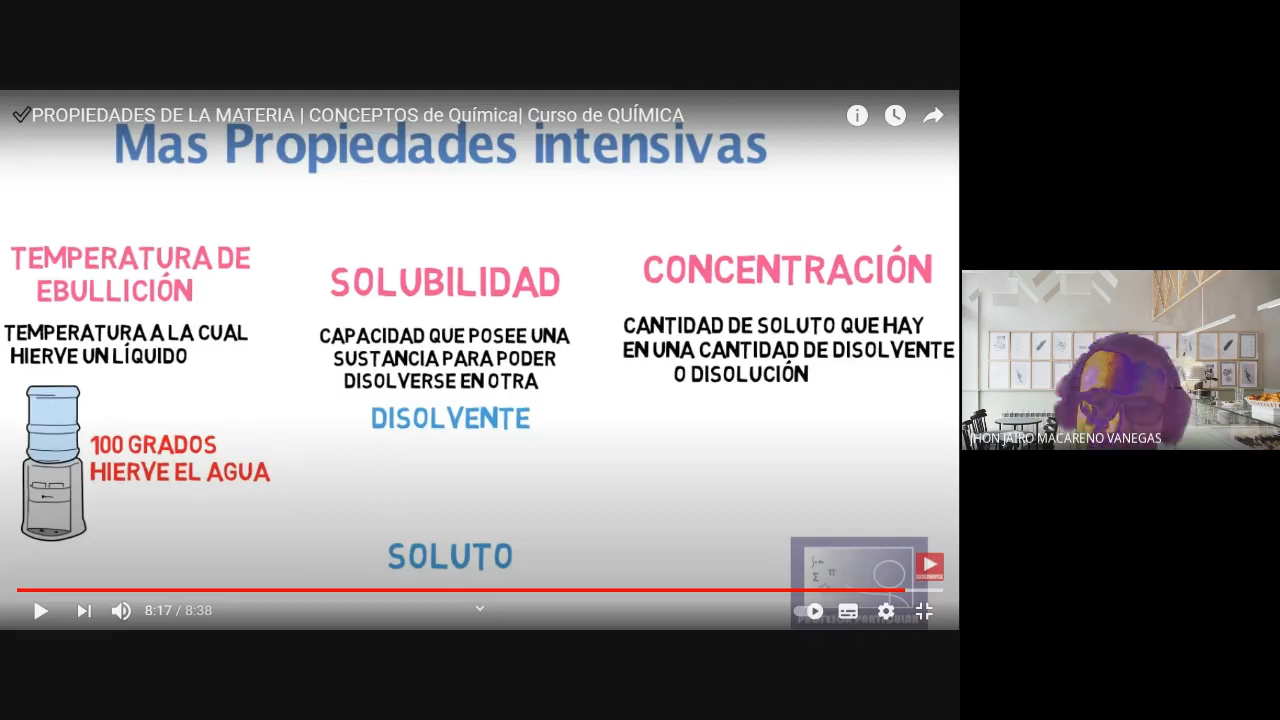 ✓PROPIEDADES DE LA MATERIA | CONCEPTOS de Química| Curso de QUÍMICA
Mas Propiedades intensivas
TEMPERATURA DE
EBULLICIÓN
TEMPERATURA A LA CUAL
HIERVE UN LÍQUIDO
100 GRADOS
HIERVE EL AGUA
SOLUBILIDAD
CAPACIDAD QUE POSEE UNA
SUSTANCIA PARA PODER
DISOLVERSE EN OTRA
DISOLVENTE
SOLUTO
CONCENTRACIÓN
CANTIDAD DE SOLUTO QUE HAY
EN UNA CANTIDAD DE DISOLVENTE
O DISOLUCIÓN
PROFESOR PARTICULAR
8:17 / 8:38
JHON JAIRO MACARENO VANEGAS